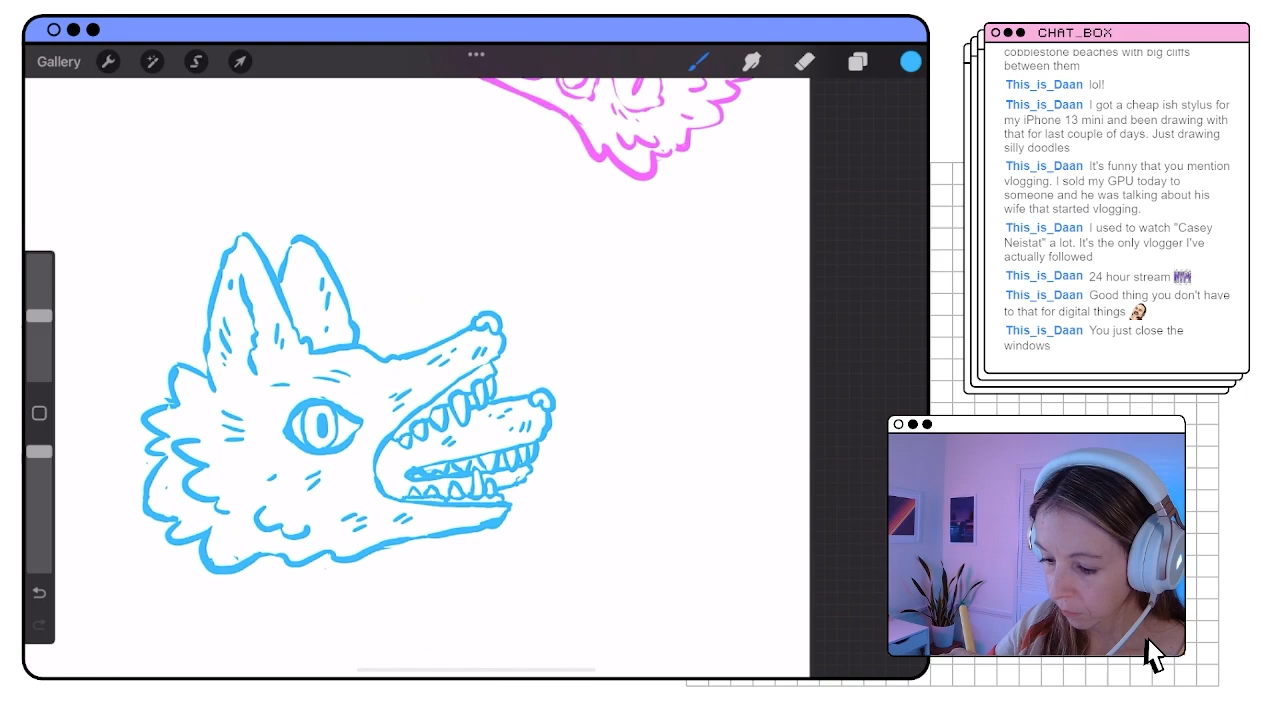 CHAT_BOX
Gallery
cobblestone beaches with big cliffs
between them
This_is_Daan lol!
This_is_Daan I got a cheap ish stylus for
my iPhone 13 mini and been drawing with
that for last couple of days. Just drawing
silly doodles
This_is_Daan It's funny that you mention
vlogging. I sold my GPU today to
someone and he was talking about his
wife that started vlogging.
This_is_Daan I used to watch "Casey
Neistat" a lot. It's the only vlogger I've
actually followed
This_is_Daan 24 hour stream
This_is_Daan Good thing you don't have
to that for digital things
This_is_Daan You just close the
windows